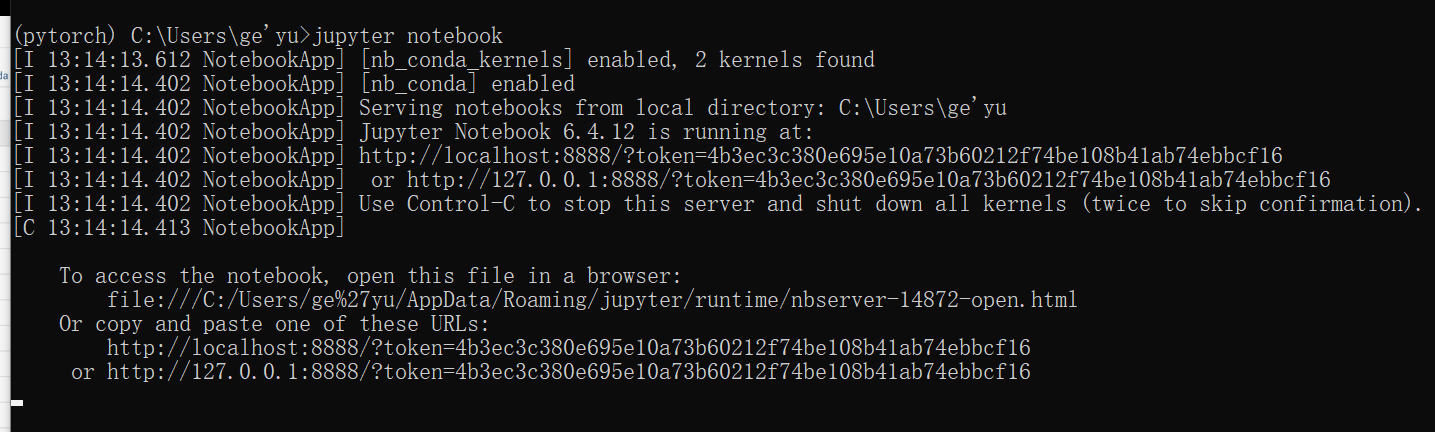 (pytorch) C:\Users\ge'yu>jupyter notebook
[I 13:14:13.612 NotebookApp] [nb_conda_kernels] enabled, 2 kernels found
[I 13:14:14.402 NotebookApp] [nb_conda] enabled
[I 13:14:14.402 NotebookApp] Serving notebooks from local directory: C:\Users\ge'yu
[I 13:14:14.402 NotebookApp] Jupyter Notebook 6.4.12 is running at:
[I 13:14:14.402 NotebookApp] http://localhost:8888/?token=4b3ec3c380e695e10a73b60212f74be108b41ab74ebbcf16
[I 13:14:14.402 NotebookApp]  or http://127.0.0.1:8888/?token=4b3ec3c380e695e10a73b60212f74be108b41ab74ebbcf16
[I 13:14:14.402 NotebookApp] Use Control-C to stop this server and shut down all kernels (twice to skip confirmation).
[C 13:14:14.413 NotebookApp]
To access the notebook, open this file in a browser:
file:///C:/Users/ge%27yu/AppData/Roaming/jupyter/runtime/nbserver-14872-open.html
Or copy and paste one of these URLs:
http://localhost:8888/?token=4b3ec3c380e695e10a73b60212f74be108b41ab74ebbcf16
or http://127.0.0.1:8888/?token=4b3ec3c380e695e10a73b60212f74be108b41ab74ebbcf16